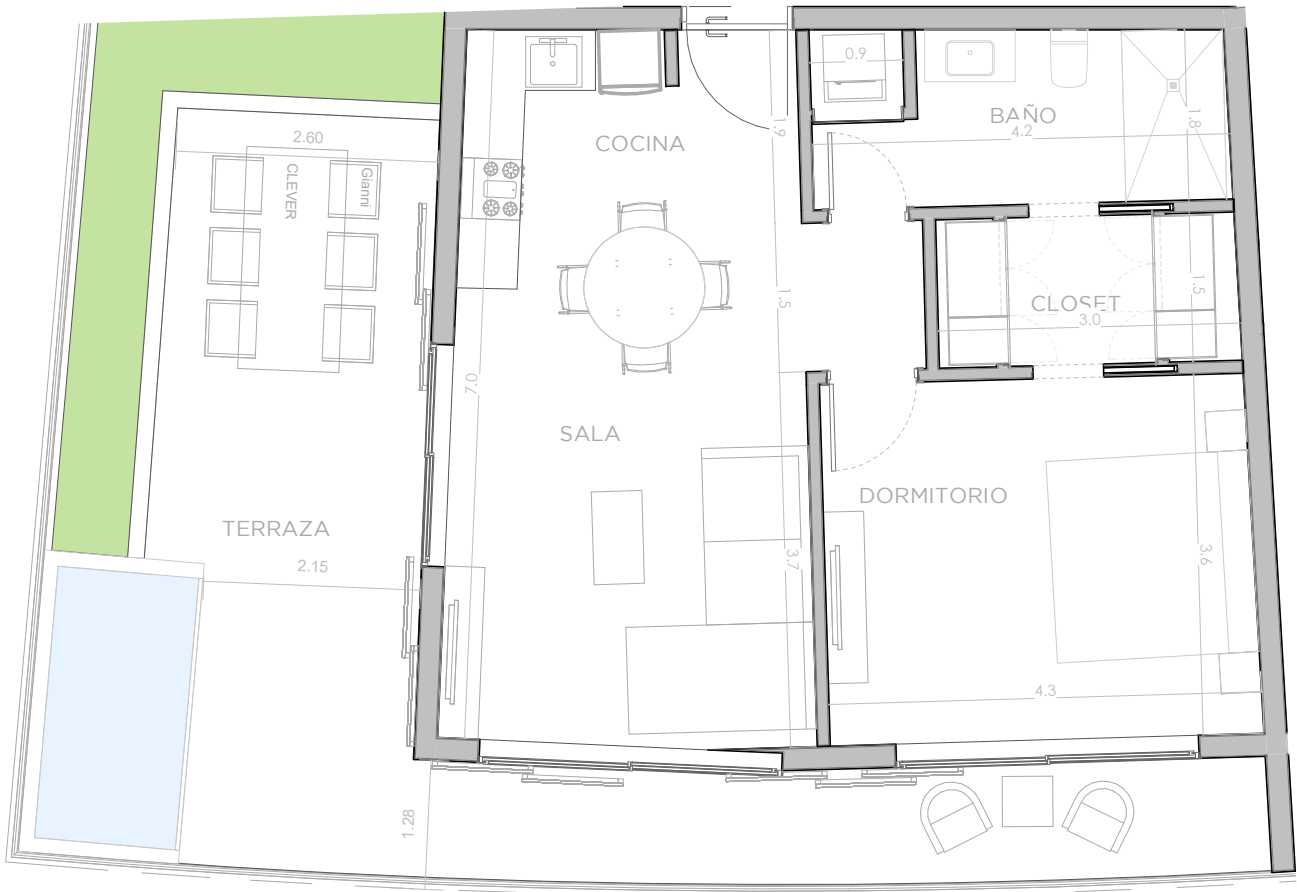 0.9
BAÑO
4.2
1.8
1.9
COCINA
2.60
CLEVER
Gianni
1.5
CLOSET
3.0
1.5
7.0
SALA
DORMITORIO
TERRAZA
2.15
3.7
3.6
4.3
1.28